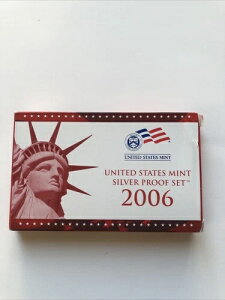 UNITED STATES MINT
UNITED STATES MINT
SILVER PROOF SET™
2006